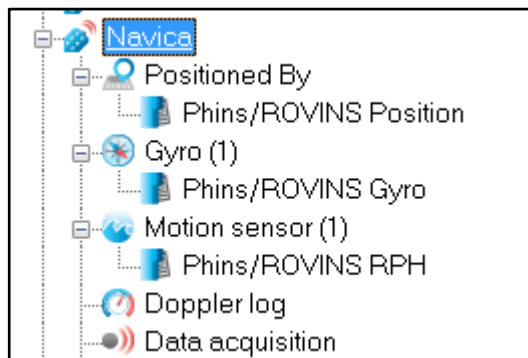 Navica
Positioned By
Phins/ROVINS Position
Gyro (1)
Phins/ROVINS Gyro
Motion sensor (1)
Phins/ROVINS RPH
Doppler log
Data acquisition